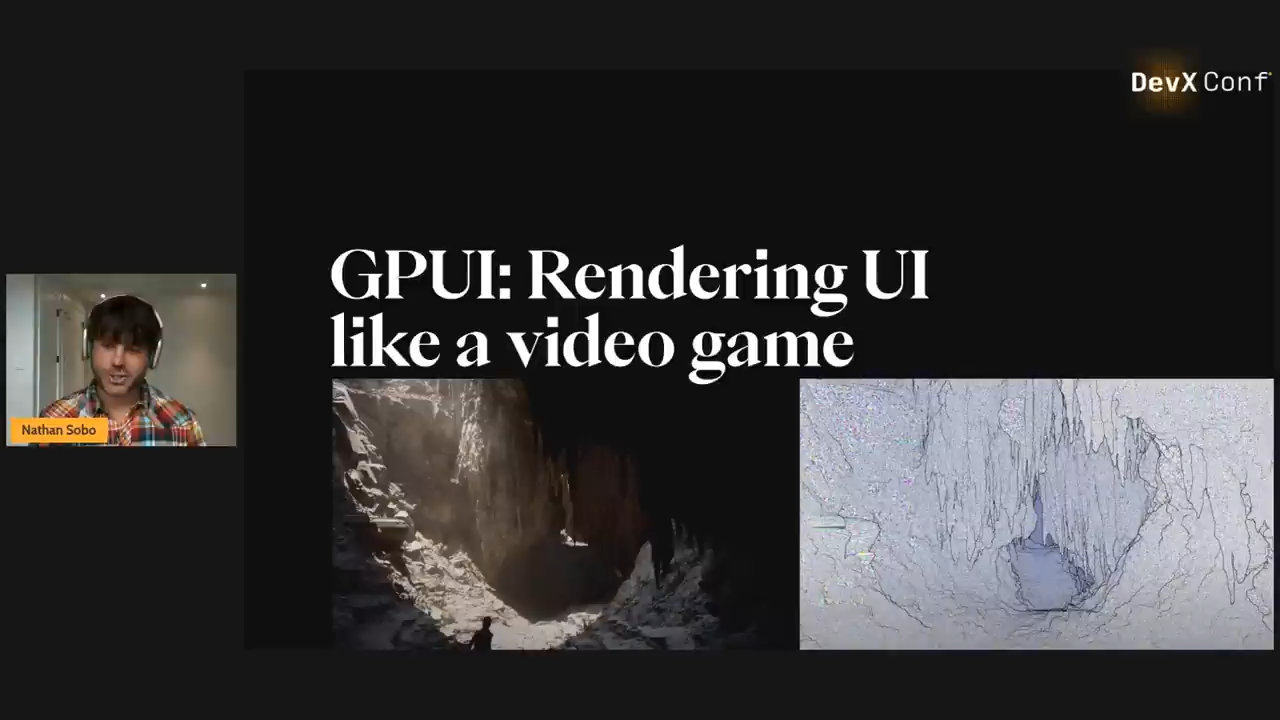 DevX Conf
GPUI: Rendering UI
like a video game
Nathan Sobo